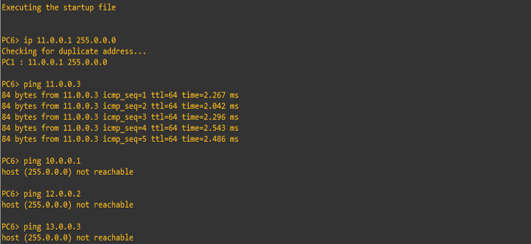 Executing the startup file
PC6> ip 11.0.0.1 255.0.0.0
Checking for duplicate address...
PC1 : 11.0.0.1 255.0.0.0
PC6> ping 11.0.0.3
84 bytes from 11.0.0.3 icmp_seq=1 ttl=64 time=2.267 ms
84 bytes from 11.0.0.3 icmp_seq=2 ttl=64 time=2.042 ms
84 bytes from 11.0.0.3 icmp_seq=3 ttl=64 time=2.296 ms
84 bytes from 11.0.0.3 icmp_seq=4 ttl=64 time=2.543 ms
84 bytes from 11.0.0.3 icmp_seq=5 ttl=64 time=2.486 ms
PC6> ping 10.0.0.1
host (255.0.0.0) not reachable
PC6> ping 12.0.0.2
host (255.0.0.0) not reachable
PC6> ping 13.0.0.3
host (255.0.0.0) not reachable